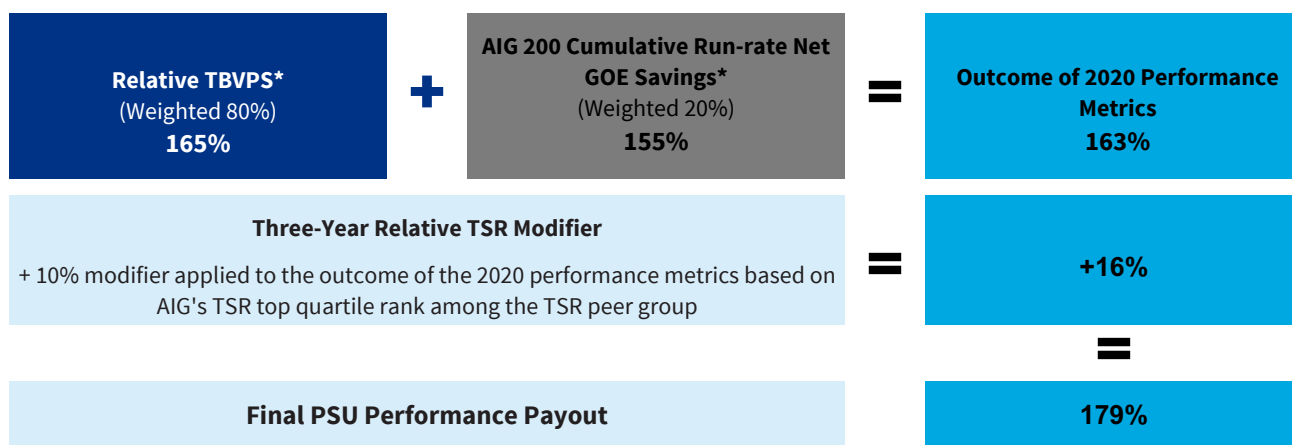 Relative TBVPS*
(Weighted 80%)
165%
+
AIG 200 Cumulative Run-rate Net
GOE Savings*
(Weighted 20%)
155%
=
Outcome of 2020 Performance
Metrics
163%
Three-Year Relative TSR Modifier
+ 10% modifier applied to the outcome of the 2020 performance metrics based on
AIG's TSR top quartile rank among the TSR peer group
=
+16%
=
Final PSU Performance Payout
179%